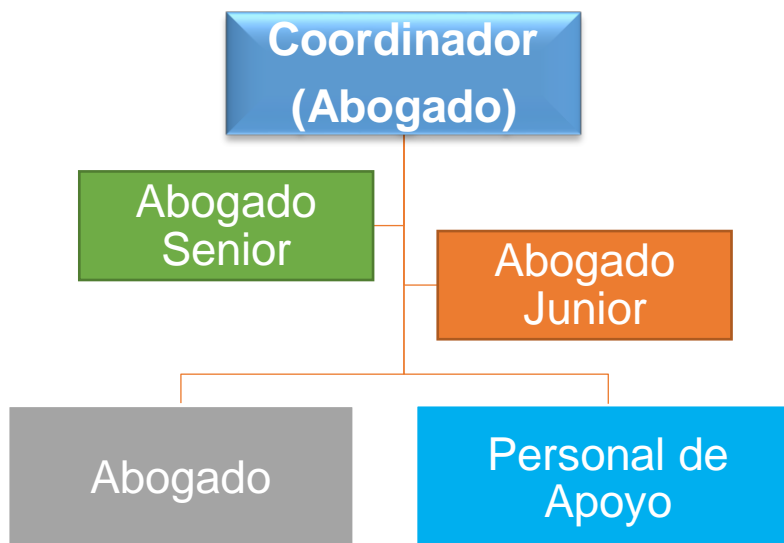 Coordinador
(Abogado)
Abogado
Senior
Abogado
Junior
Abogado
Personal de
Apoyo